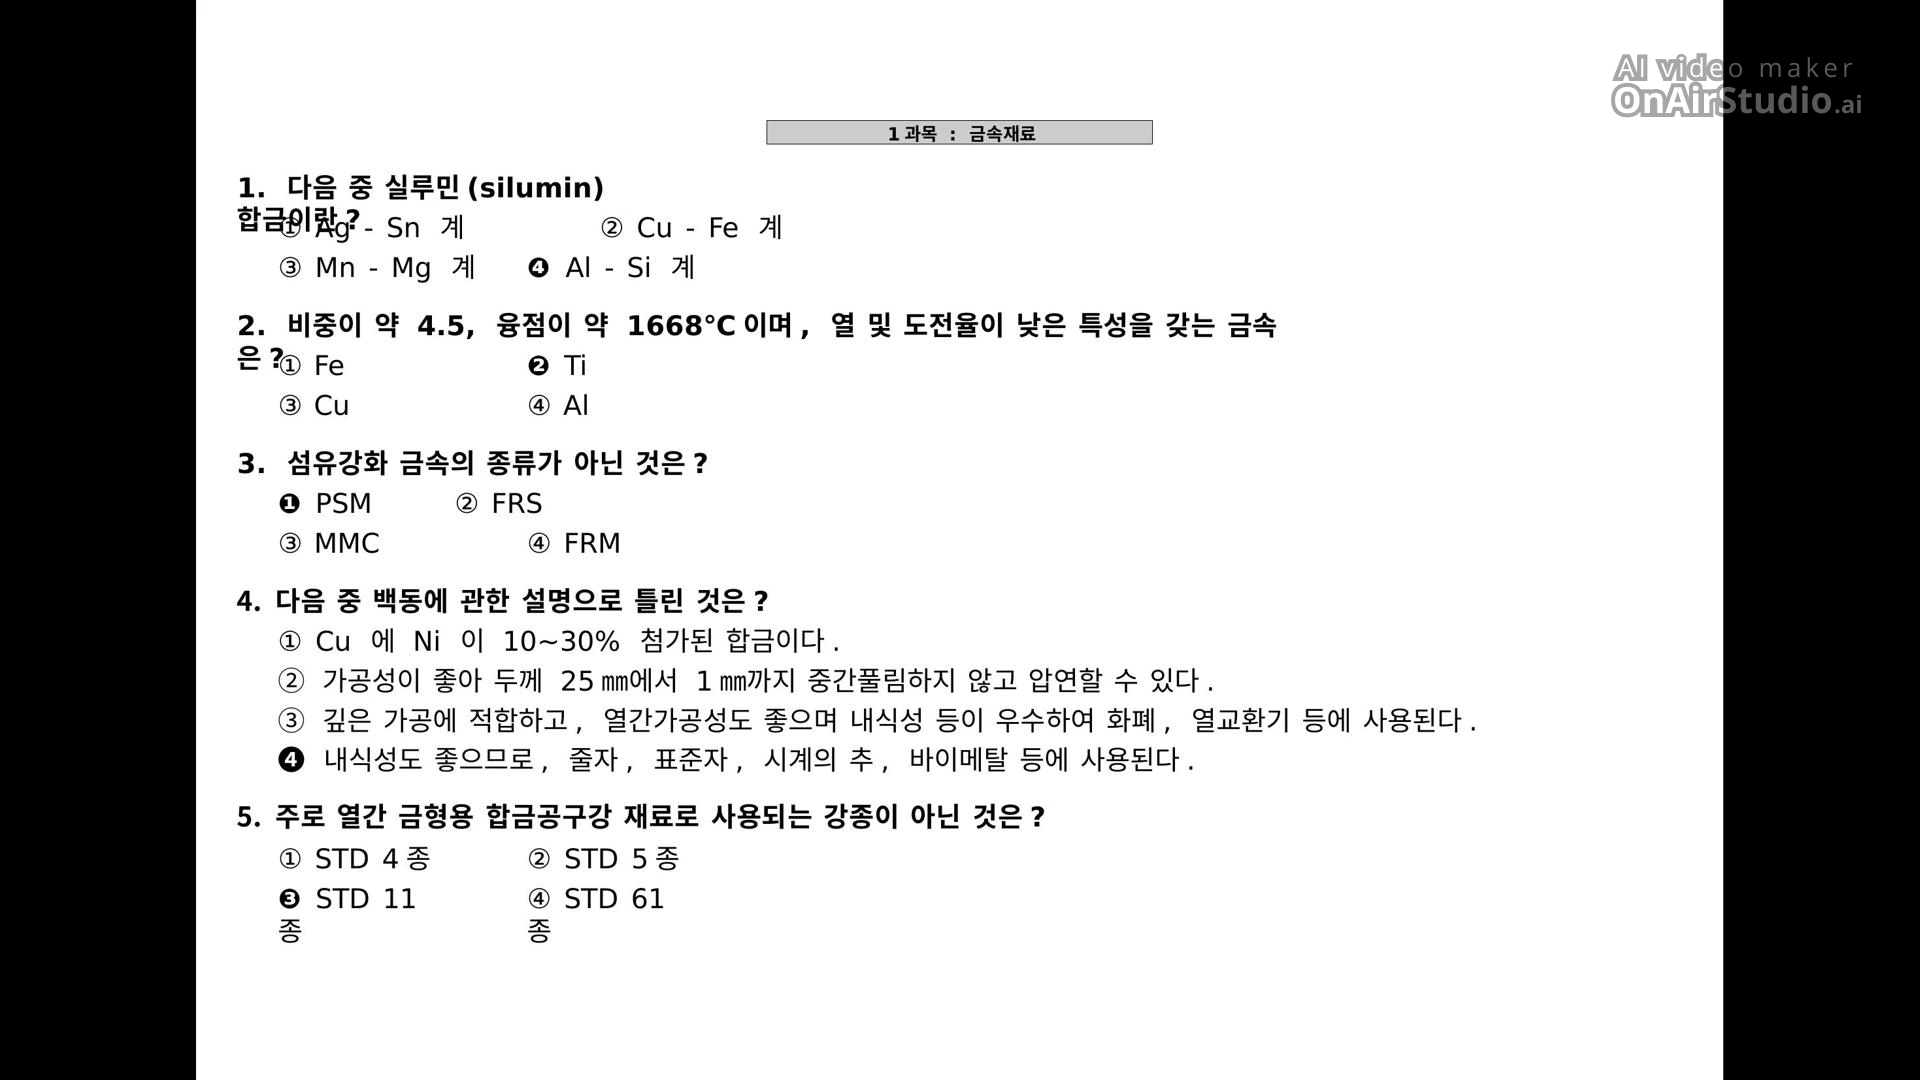 AI video maker
OnAirStudio.ai
1과목 : 금속재료
1. 다음 중 실루민(silumin)
합금이란?
① Ag - Sn 계 ② Cu - Fe 계
③ Mn - Mg 계 ❹ Al - Si 계
2. 비중이 약 4.5, 융점이 약 1668℃이며, 열 및 도전율이 낮은 특성을 갖는 금속
은?
① Fe ❷ Ti
③ Cu ④ Al
3. 섬유강화 금속의 종류가 아닌 것은?
❶ PSM ② FRS
③ MMC ④ FRM
4. 다음 중 백동에 관한 설명으로 틀린 것은?
① Cu 에 Ni 이 10~30% 첨가된 합금이다.
② 가공성이 좋아 두께 25㎜에서 1㎜까지 중간풀림하지 않고 압연할 수 있다.
③ 깊은 가공에 적합하고, 열간가공성도 좋으며 내식성 등이 우수하여 화폐, 열교환기 등에 사용된다.
❹ 내식성도 좋으므로, 줄자, 표준자, 시계의 추, 바이메탈 등에 사용된다.
5. 주로 열간 금형용 합금공구강 재료로 사용되는 강종이 아닌 것은?
① STD 4종 ② STD 5종
❸ STD 11 ④ STD 61
종 종